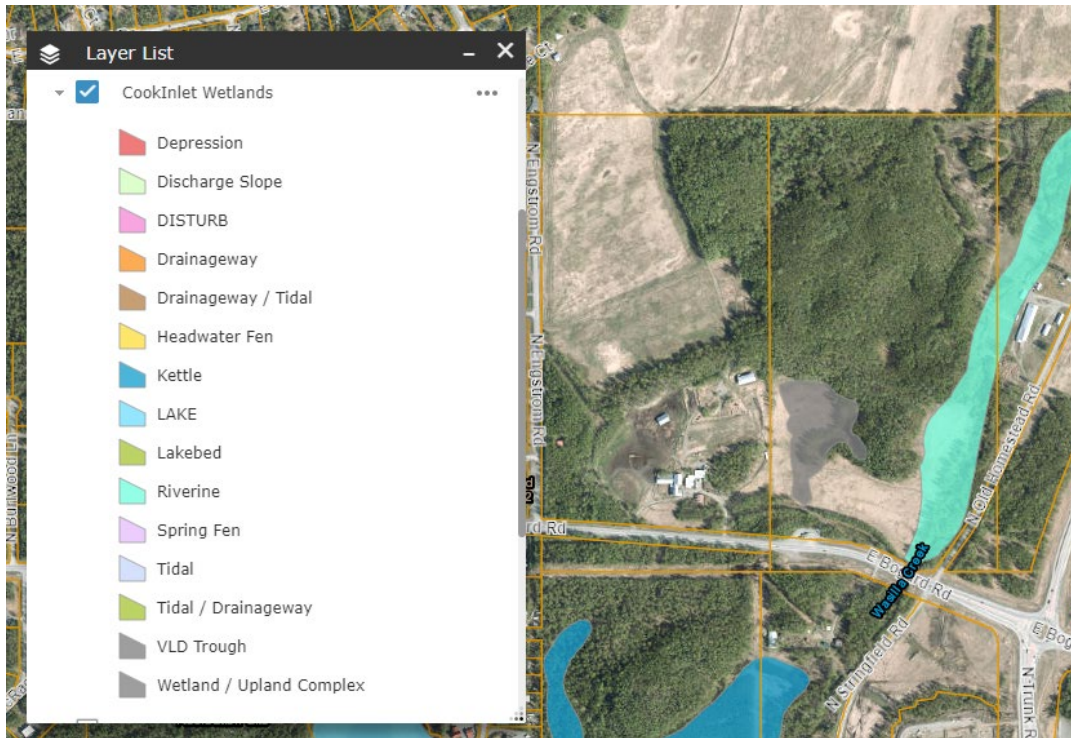 Layer List
CookInlet Wetlands
Depression
Discharge Slope
DISTURB
Drainageway
Drainageway / Tidal
Headwater Fen
Kettle
LAKE
Lakebed
Riverine
Spring Fen
Tidal
Tidal / Drainageway
VLD Trough
Wetland / Upland Complex
N Engstrom Rd
N Engstrom Rd
N Burlwood Ln
rd Rd
E Bogard Rd
Wasilla Creek
N Old Homestead Rd
N Stringfield Rd
E Bog
N Trunk R